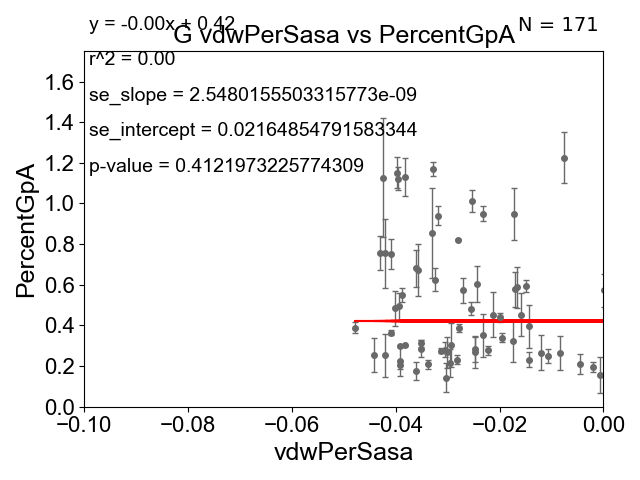 y = -0.00x + 0.42
N = 171
G vdwPerSasa vs PercentGpA
r^2 = 0.00
se_slope = 2.5480155503315773e-09
se_intercept = 0.02164854791583344
p-value = 0.4121973225774309
PercentGpA
1.6
1.4
1.2
1.0
0.8
0.6
0.4
0.2
0.0
−0.10 −0.08 −0.06 −0.04 −0.02 0.00
vdwPerSasa